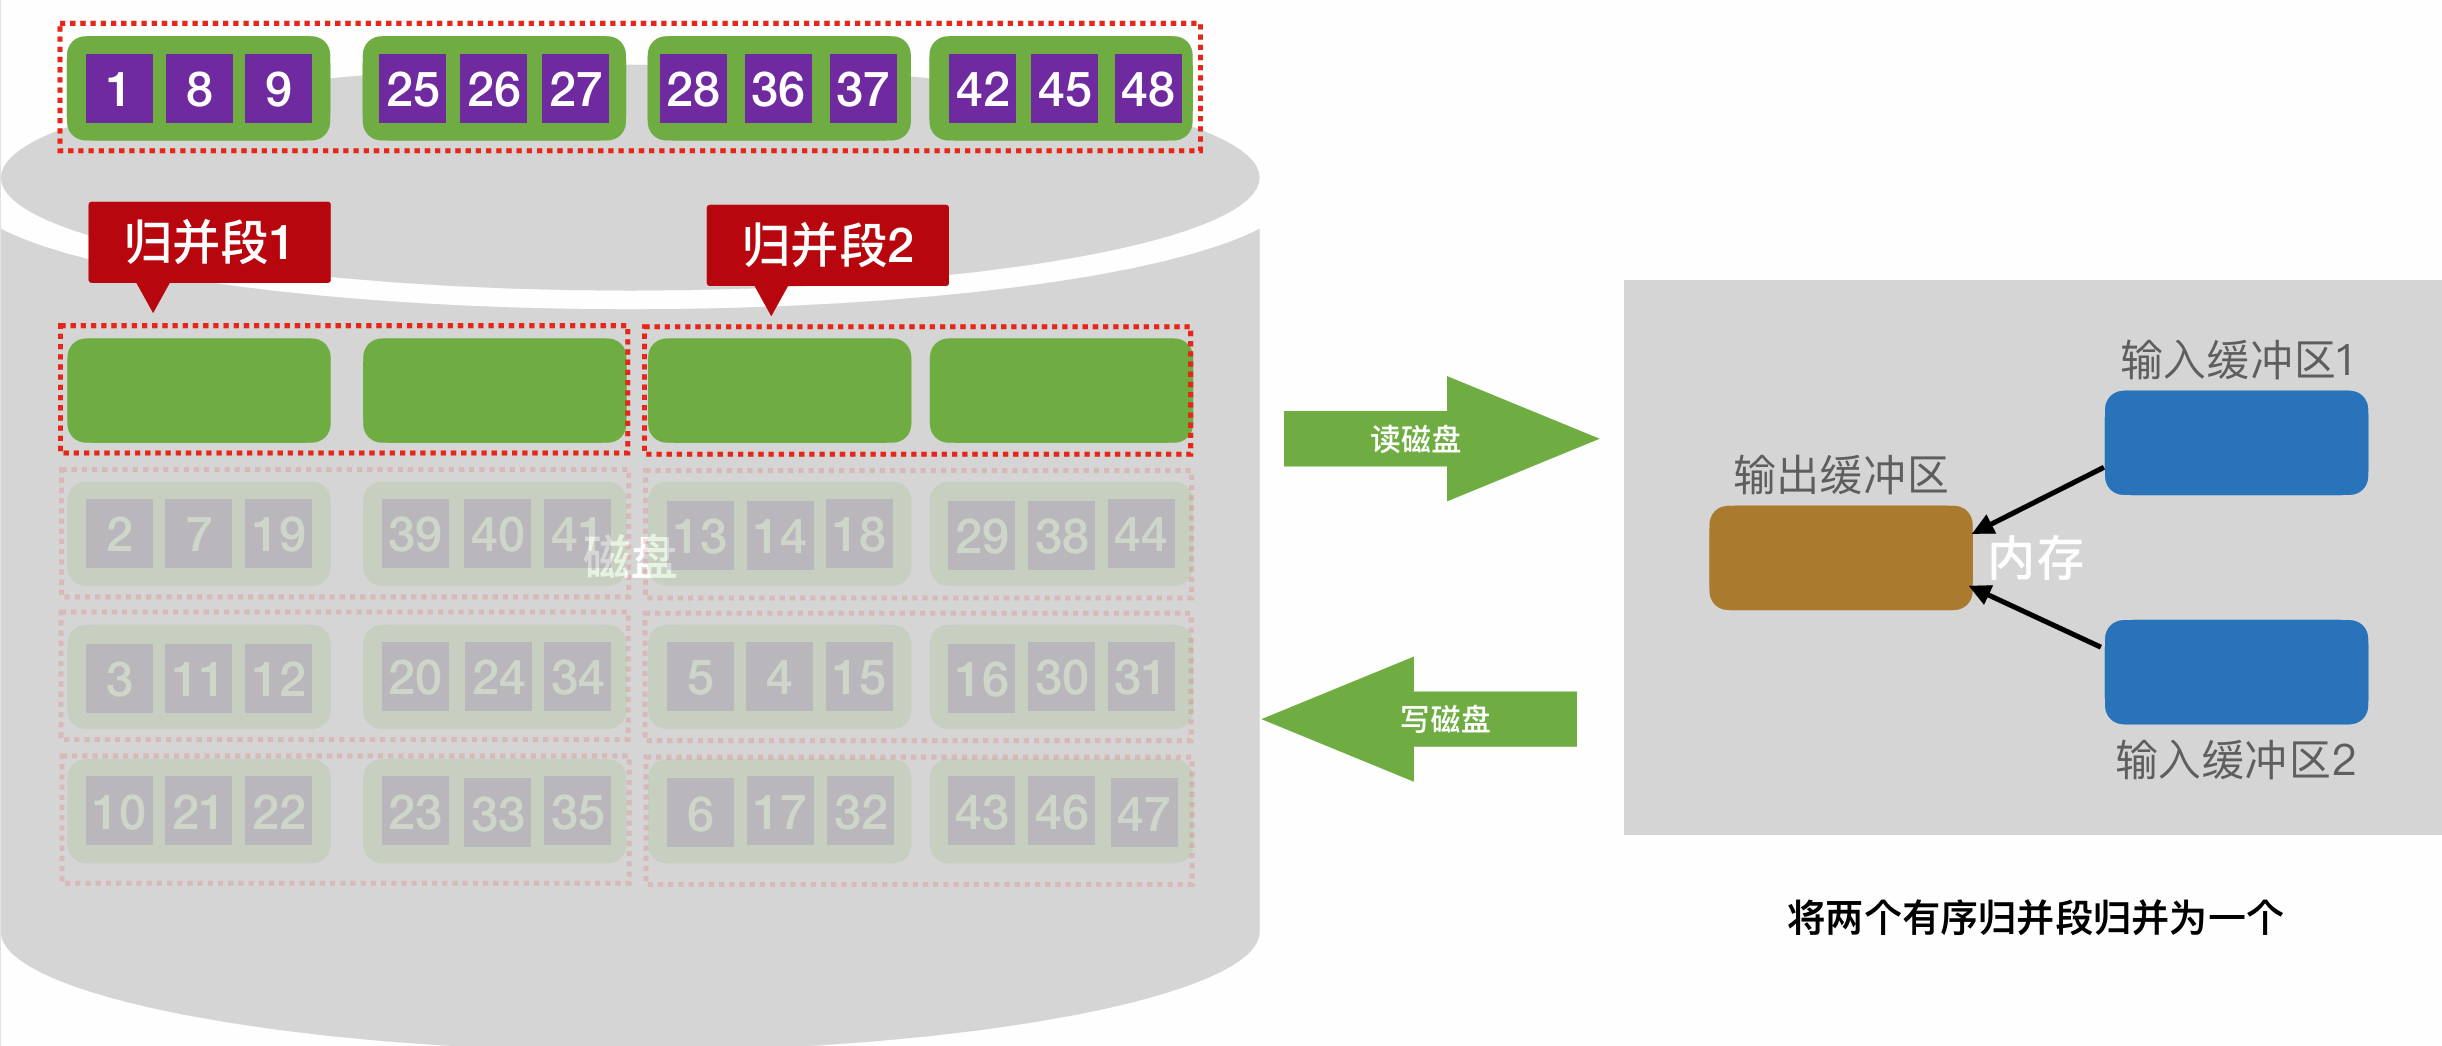 1 8 9 25 26 27 28 36 37 42 45 48
归并段1 归并段2
2 7 19 39 40 41 13 14 18 29 38 44
磁盘
3 11 12 20 24 34 5 4 15 16 30 31
10 21 22 23 33 35 6 17 32 43 46 47
读磁盘
写磁盘
输入缓冲区1
输出缓冲区
内存
输入缓冲区2
将两个有序归并段归并为一个